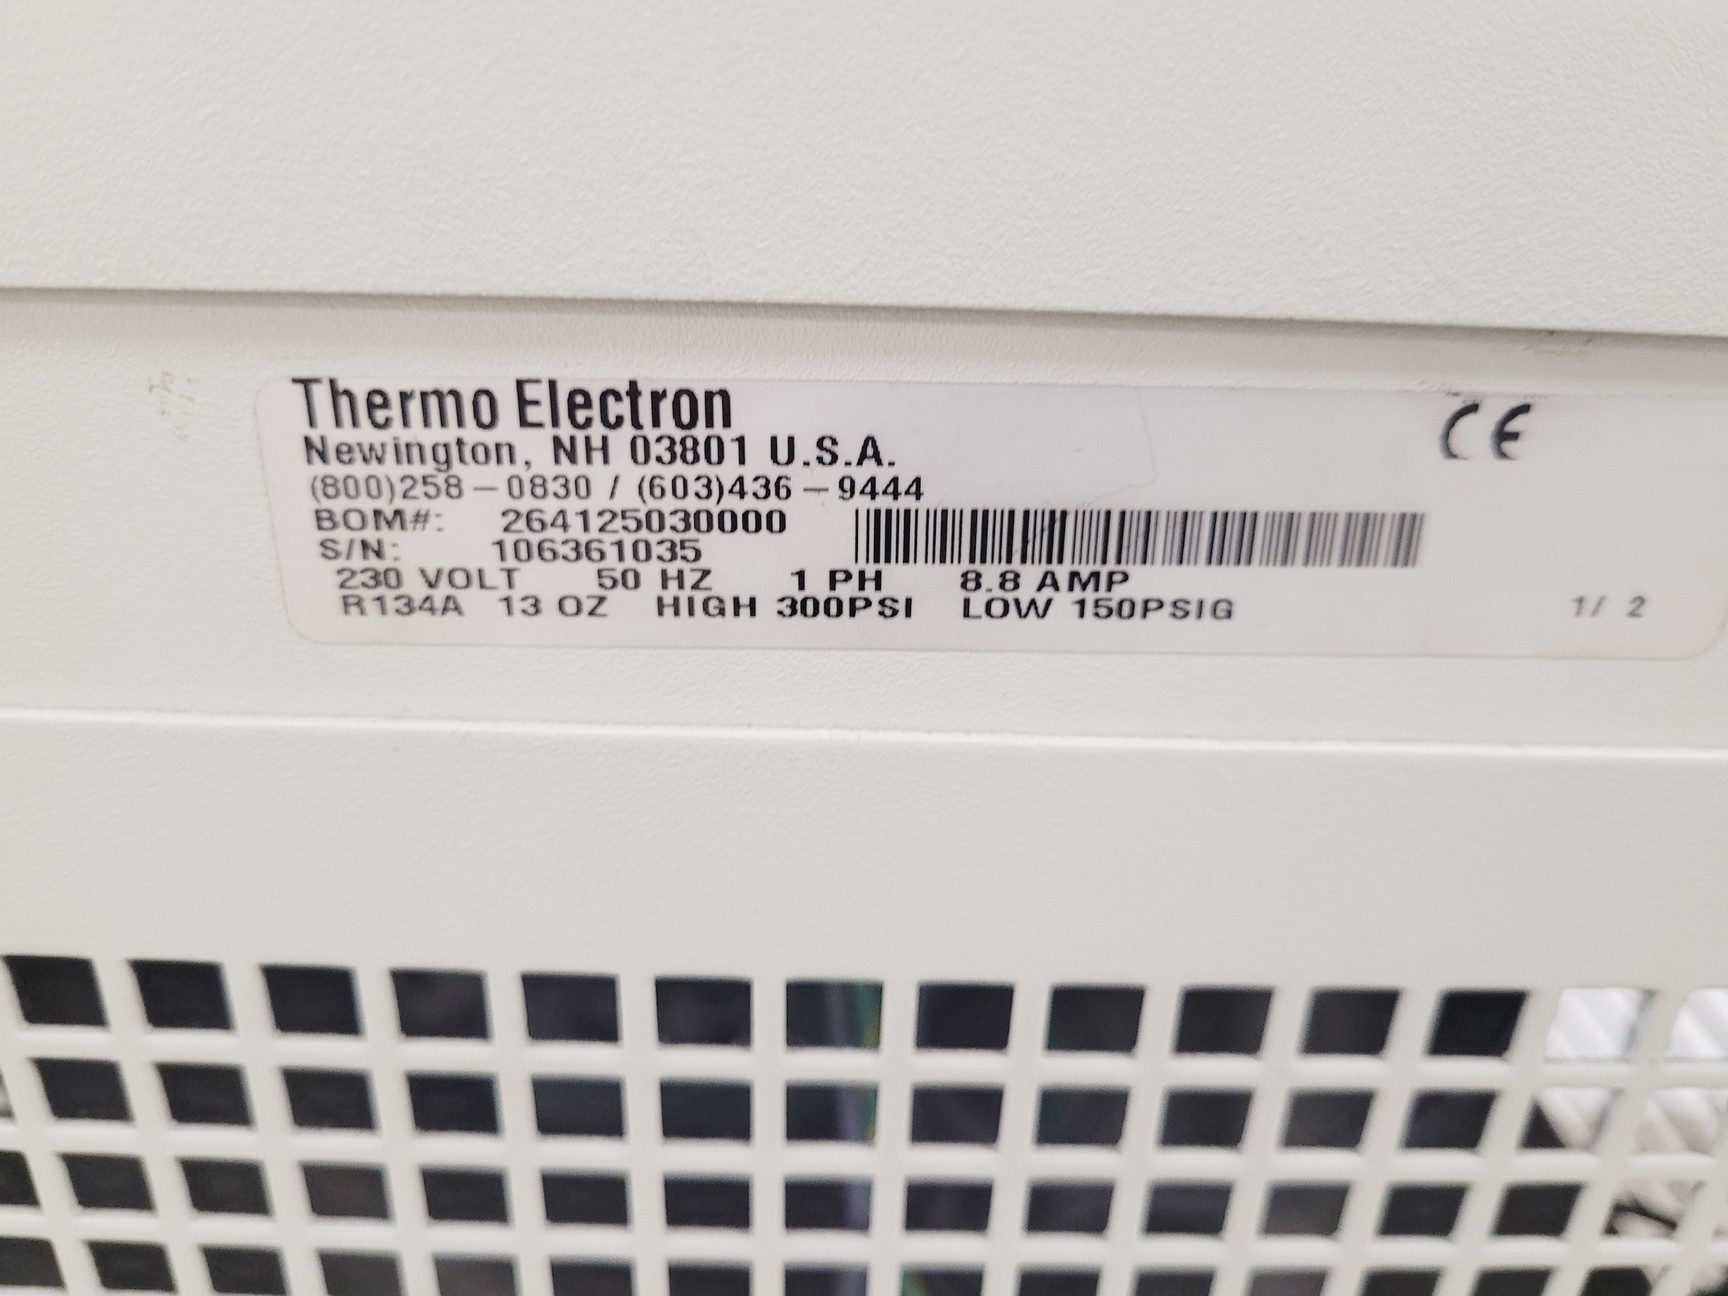 Thermo Electron
CE
Newington, NH 03801 U.S.A.
(800)258-0830 / (603)436-9444
BOM#: 264125030000
S/N: 106361035
230 VOLT 50 HZ 1 PH 8.8 AMP
R134A 13 OZ HIGH 300PSI LOW 150PSIG
1/ 2